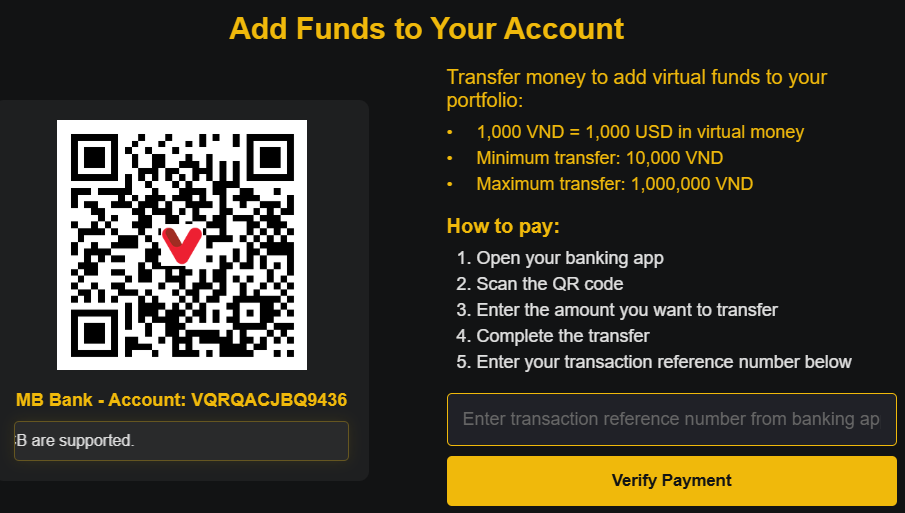 Add Funds to Your Account
Transfer money to add virtual funds to your
portfolio:
• 1,000 VND = 1,000 USD in virtual money
• Minimum transfer: 10,000 VND
• Maximum transfer: 1,000,000 VND
How to pay:
1. Open your banking app
2. Scan the QR code
3. Enter the amount you want to transfer
4. Complete the transfer
5. Enter your transaction reference number below
MB Bank - Account: VQRQACJBQ9436
B are supported.
Enter transaction reference number from banking ap
Verify Payment